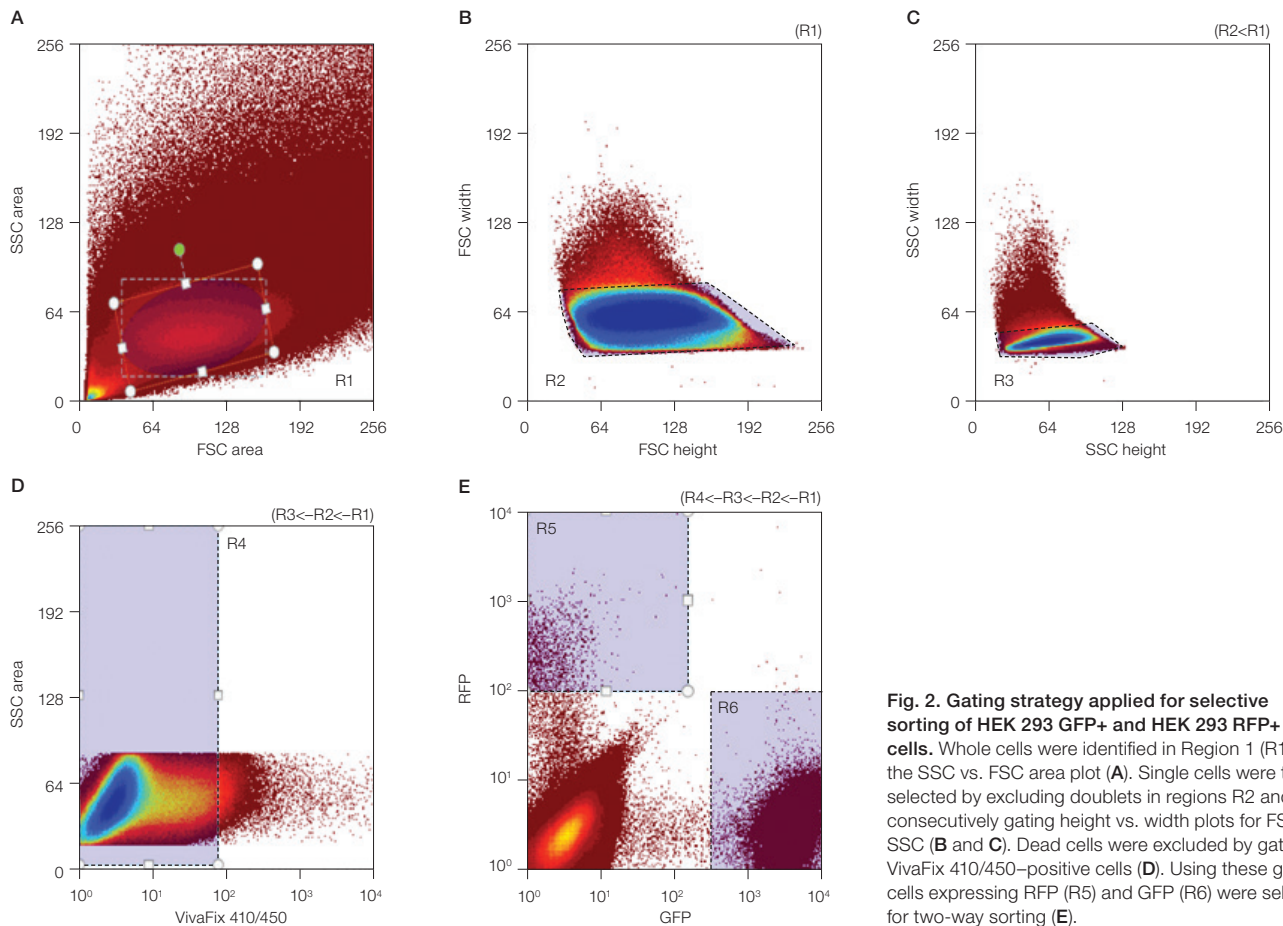 A
256
192
128
64
0
SSC area
R1
0 64 128 192 256
FSC area
B
(R1)
256
192
128
64
0
FSC width
R2
0 64 128 192 256
FSC height
C
(R2<R1)
256
192
128
64
0
SSC width
R3
0 64 128 192 256
SSC height
D
(R3<–R2<–R1)
256
192
128
64
0
SSC area
R4
10⁰ 10¹ 10² 10³ 10⁴
VivaFix 410/450
E
(R4<–R3<–R2<–R1)
10⁴
10³
10²
10¹
10⁰
RFP
R5
R6
10⁰ 10¹ 10² 10³ 10⁴
GFP
Fig. 2. Gating strategy applied for selective
sorting of HEK 293 GFP+ and HEK 293 RFP+
cells. Whole cells were identified in Region 1 (R1
the SSC vs. FSC area plot (A). Single cells were t
selected by excluding doublets in regions R2 and
consecutively gating height vs. width plots for FS
SSC (B and C). Dead cells were excluded by gat
VivaFix 410/450–positive cells (D). Using these g
cells expressing RFP (R5) and GFP (R6) were sel
for two-way sorting (E).